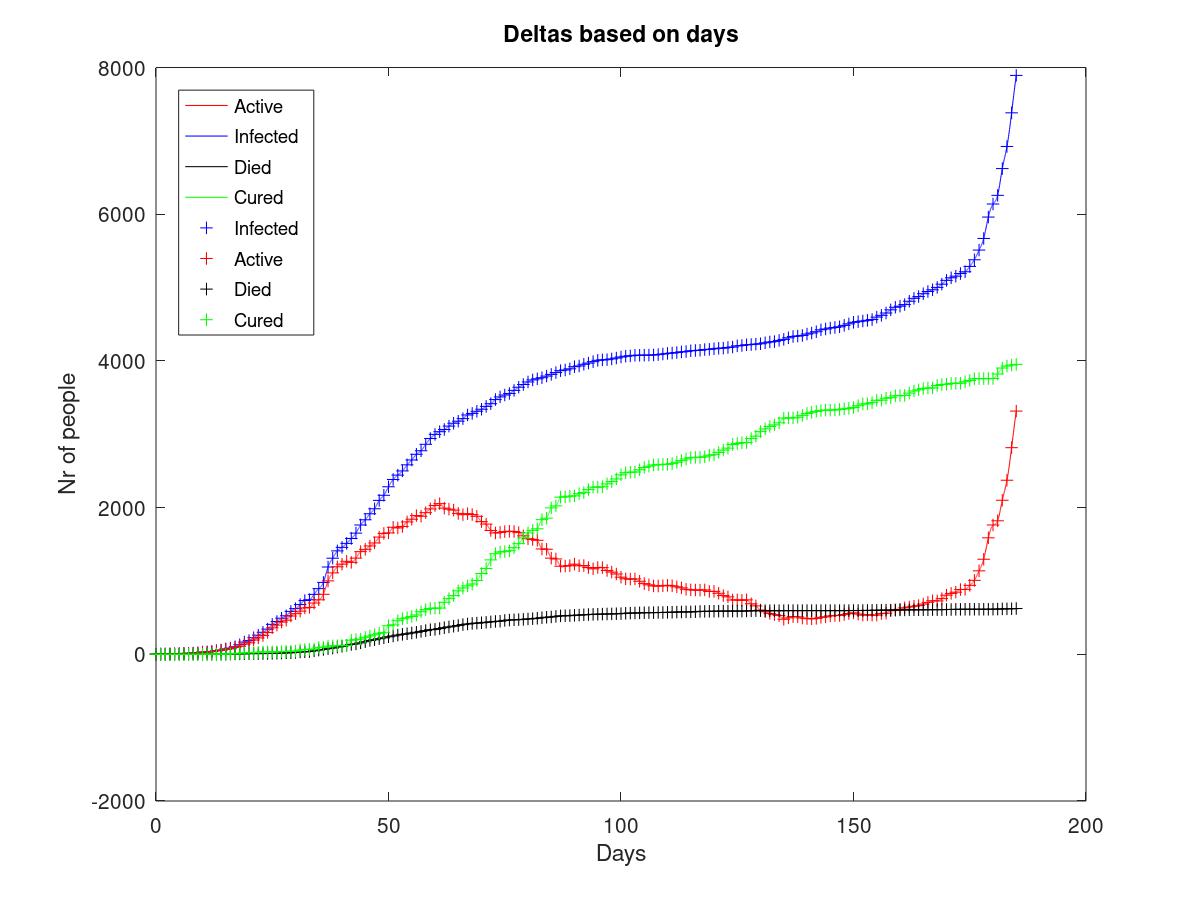 Deltas based on days
8000
6000
4000
2000
0
-2000
Nr of people
Active
Infected
Died
Cured
Infected
Active
Died
Cured
0 50 100 150 200
Days